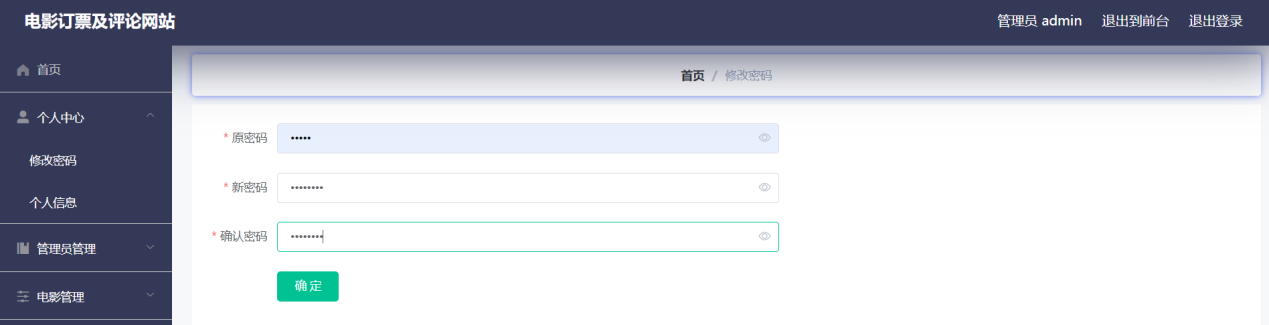 电影订票及评论网站
管理员 admin 退出到前台 退出登录
首页
首页 / 修改密码
个人中心
修改密码
个人信息
管理员管理
电影管理
* 原密码 •••••
* 新密码 ••••••••
* 确认密码 ••••••••
确 定